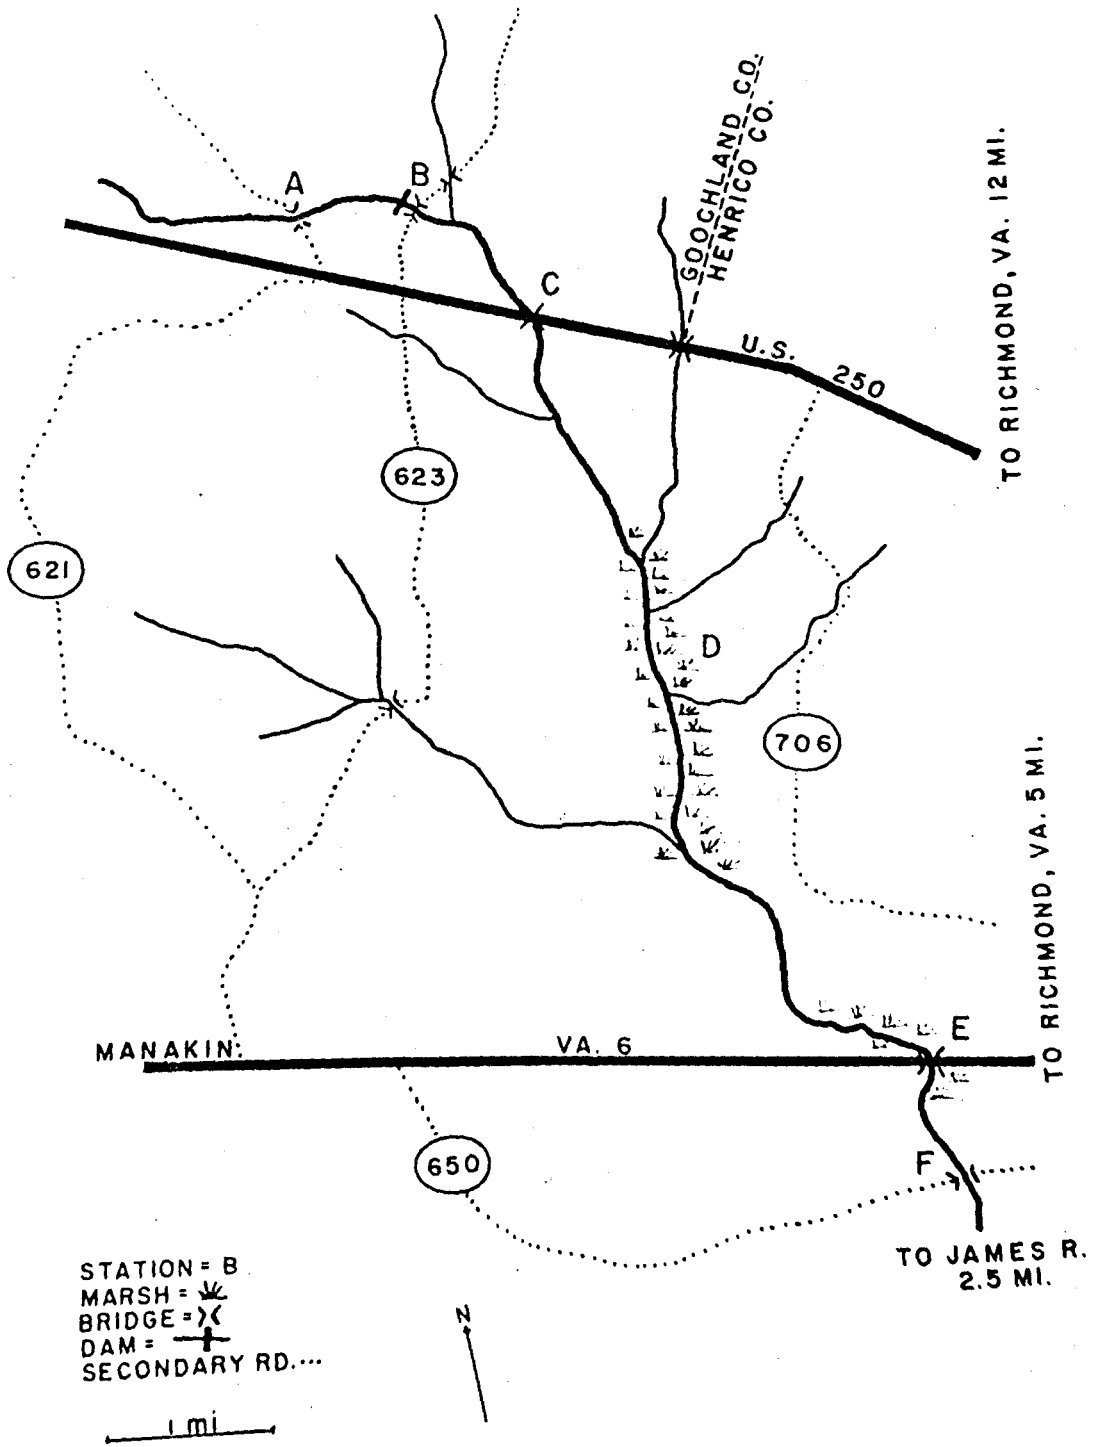 A
B
GOOCHLAND CO.
HENRICO CO.
TO RICHMOND, VA. 12 MI.
C
U.S.
250
623
621
D
706
TO RICHMOND, VA. 5 MI.
E
MANAKIN
VA. 6
650
F
TO JAMES R.
2.5 MI.
STATION = B
MARSH =
BRIDGE =
DAM =
SECONDARY RD....
N
1 mi